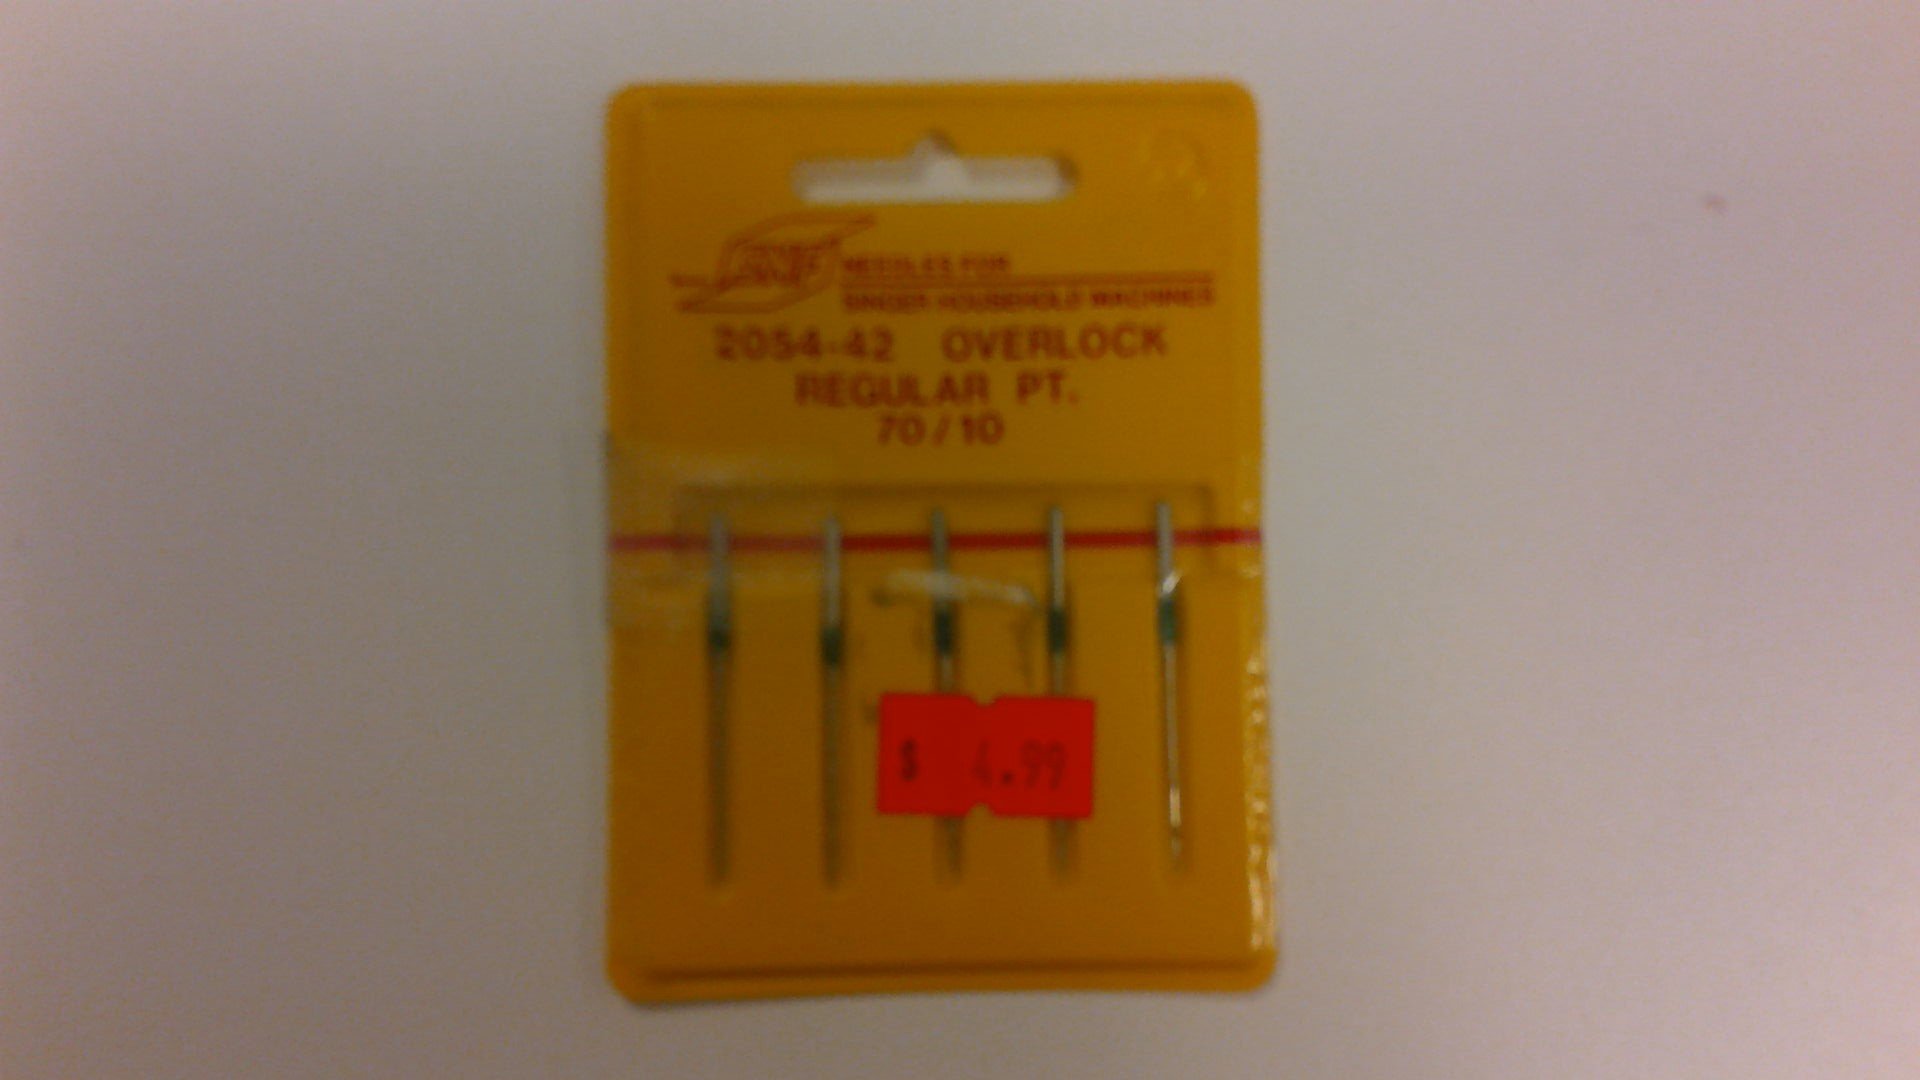 NEEDLES FOR
SINGER HOUSEHOLD MACHINES
2054-42 OVERLOCK
REGULAR PT.
70/10
$ 4.99